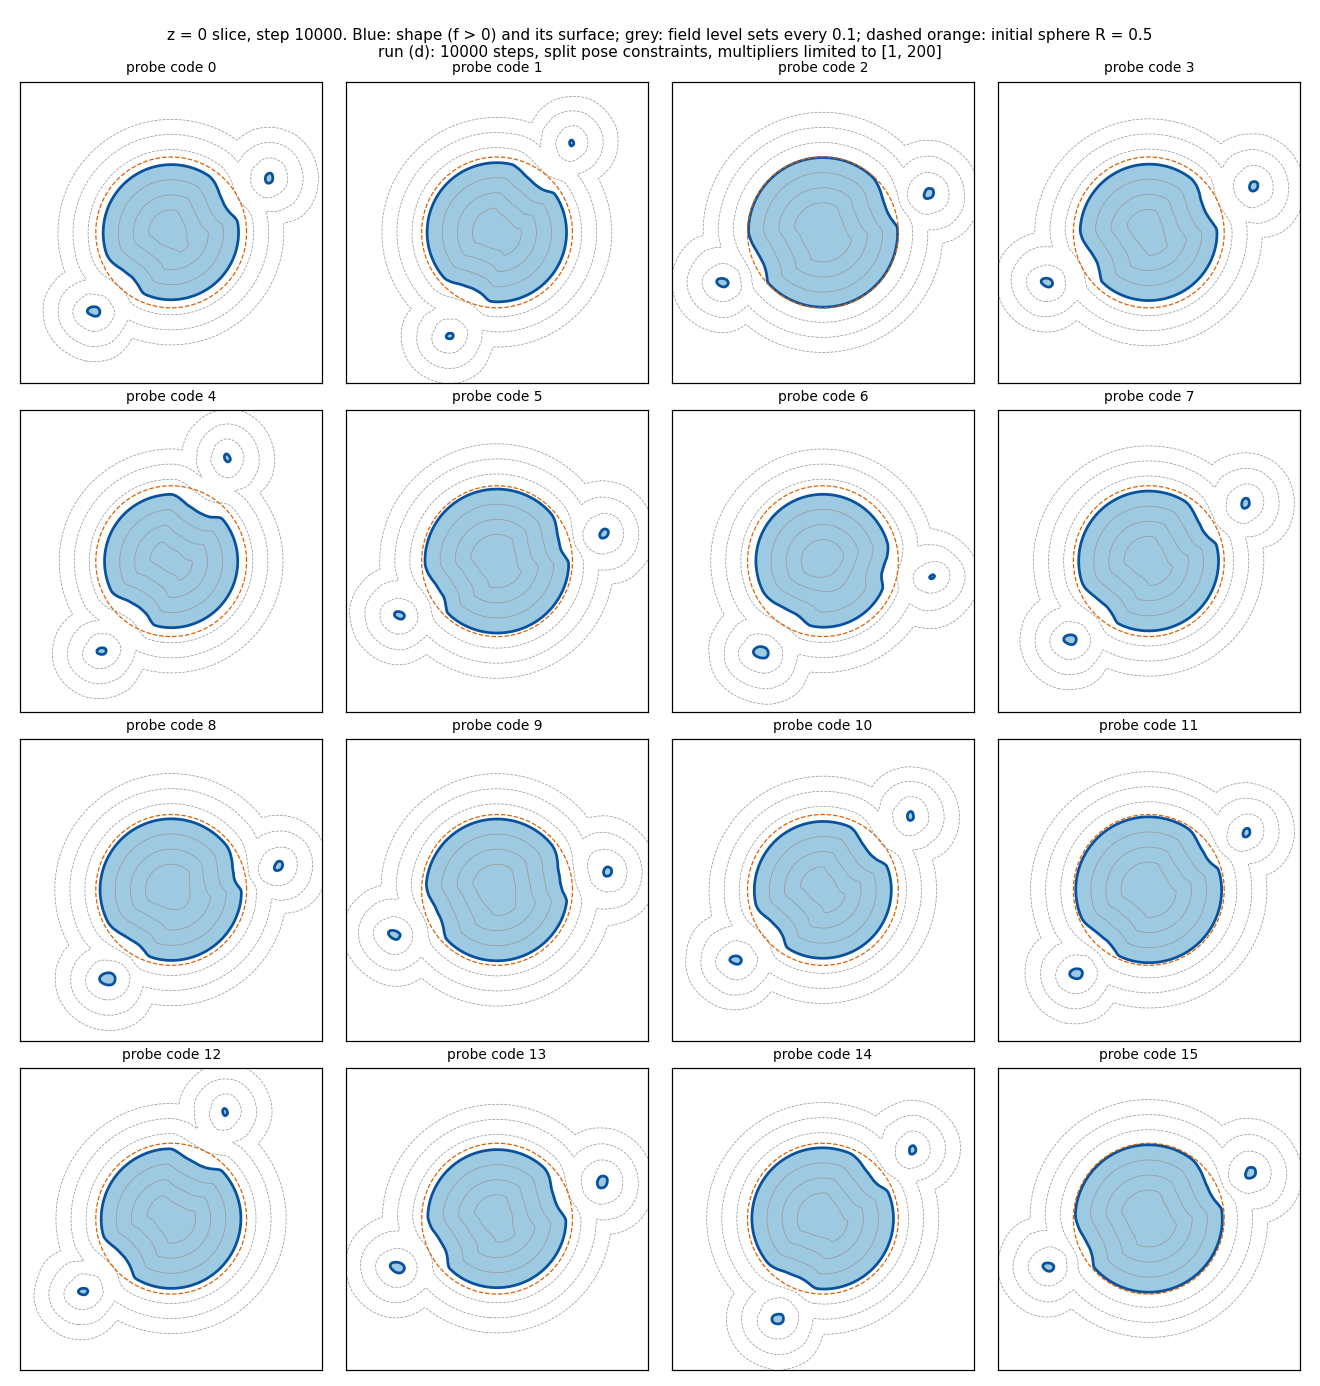 z = 0 slice, step 10000. Blue: shape (f > 0) and its surface; grey: field level sets every 0.1; dashed orange: initial sphere R = 0.5
run (d): 10000 steps, split pose constraints, multipliers limited to [1, 200]
probe code 0
probe code 1
probe code 2
probe code 3
probe code 4
probe code 5
probe code 6
probe code 7
probe code 8
probe code 9
probe code 10
probe code 11
probe code 12
probe code 13
probe code 14
probe code 15